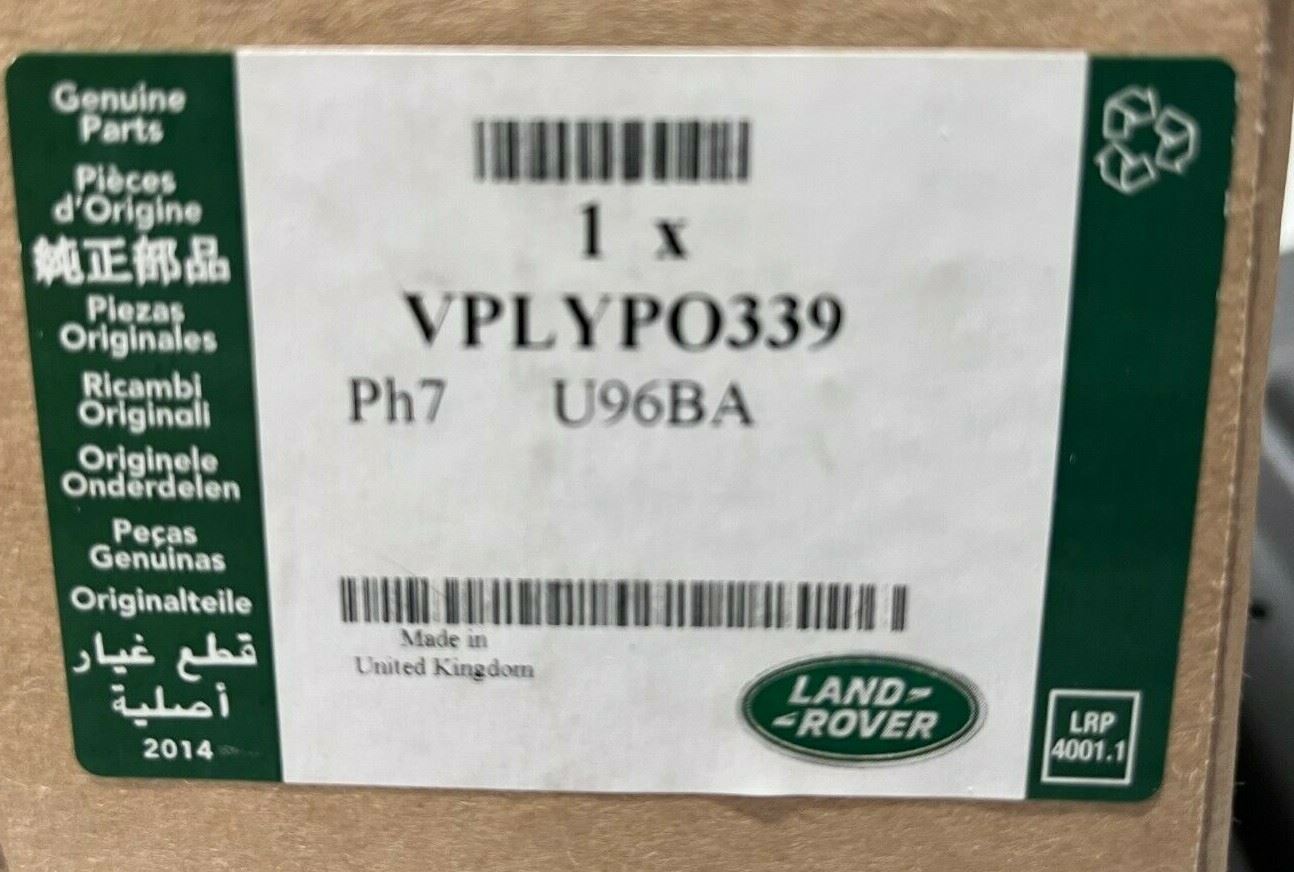 Genuine
Parts
Pièces
d'Origine
純正部品
Piezas
Originales
Ricambi
Originali
Originele
Onderdelen
Peças
Genuinas
Originalteile
قطع غيار
أصلية
2014
1 x
VPLYPO339
Ph7 U96BA
Made in
United Kingdom
LAND-
-ROVER
LRP
4001.1